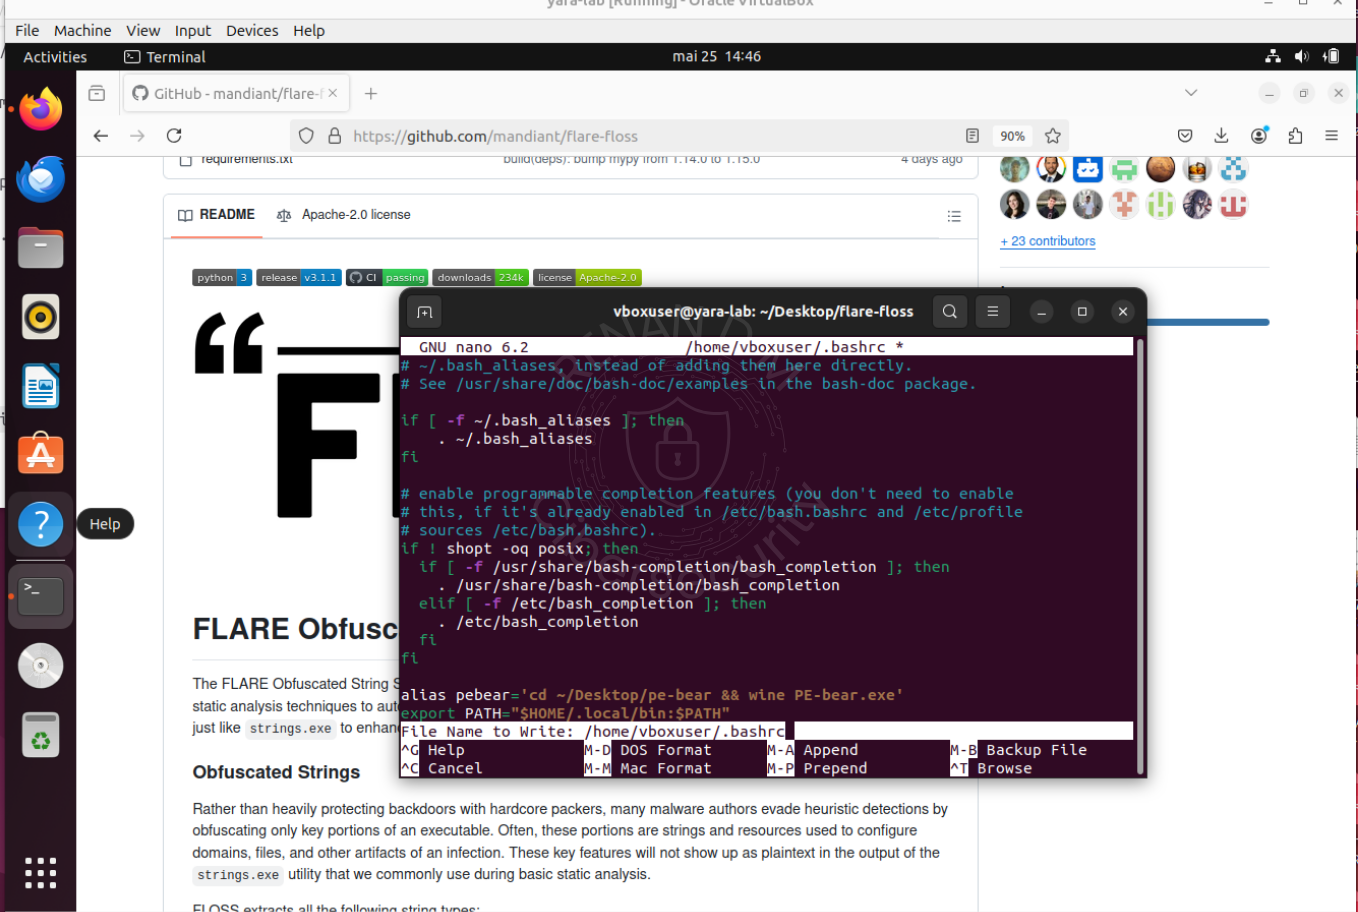 yara-lab [Running] - Oracle VirtualBox
File Machine View Input Devices Help
Activities Terminal mai 25 14:46
GitHub - mandiant/flare-f
https://github.com/mandiant/flare-floss 90%
requirements.txt build(deps): bump mypy from 1.14.0 to 1.15.0 4 days ago
README Apache-2.0 license
+ 23 contributors
python 3 release v3.1.1 CI passing downloads 234k license Apache-2.0
vboxuser@yara-lab: ~/Desktop/flare-floss
GNU nano 6.2 /home/vboxuser/.bashrc *
# ~/.bash_aliases, instead of adding them here directly.
# See /usr/share/doc/bash-doc/examples in the bash-doc package.
if [ -f ~/.bash_aliases ]; then
. ~/.bash_aliases
fi
# enable programmable completion features (you don't need to enable
# this, if it's already enabled in /etc/bash.bashrc and /etc/profile
# sources /etc/bash.bashrc).
if ! shopt -oq posix; then
if [ -f /usr/share/bash-completion/bash_completion ]; then
. /usr/share/bash-completion/bash_completion
elif [ -f /etc/bash_completion ]; then
. /etc/bash_completion
fi
fi
alias pebear='cd ~/Desktop/pe-bear && wine PE-bear.exe'
export PATH="$HOME/.local/bin:$PATH"
File Name to Write: /home/vboxuser/.bashrc
^G Help M-D DOS Format M-A Append M-B Backup File
^C Cancel M-M Mac Format M-P Prepend ^T Browse
Help
“F
FLARE Obfusc
The FLARE Obfuscated String S
static analysis techniques to aut
just like strings.exe to enhanc
Obfuscated Strings
Rather than heavily protecting backdoors with hardcore packers, many malware authors evade heuristic detections by
obfuscating only key portions of an executable. Often, these portions are strings and resources used to configure
domains, files, and other artifacts of an infection. These key features will not show up as plaintext in the output of the
strings.exe utility that we commonly use during basic static analysis.
FLOSS extracts all the following string types: